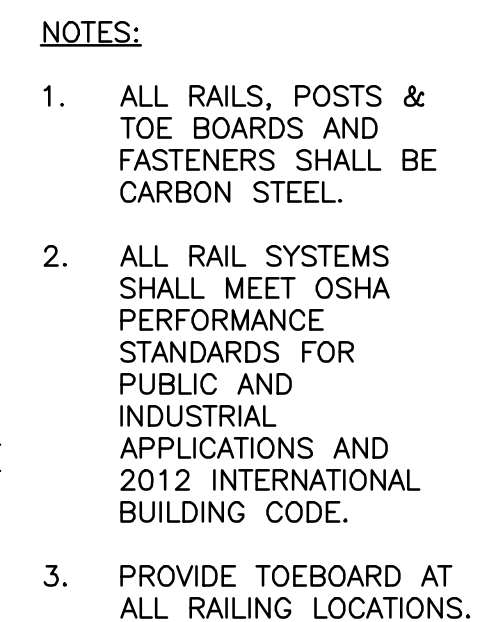 NOTES:
1. ALL RAILS, POSTS &
TOE BOARDS AND
FASTENERS SHALL BE
CARBON STEEL.
2. ALL RAIL SYSTEMS
SHALL MEET OSHA
PERFORMANCE
STANDARDS FOR
PUBLIC AND
INDUSTRIAL
APPLICATIONS AND
2012 INTERNATIONAL
BUILDING CODE.
3. PROVIDE TOEBOARD AT
ALL RAILING LOCATIONS.